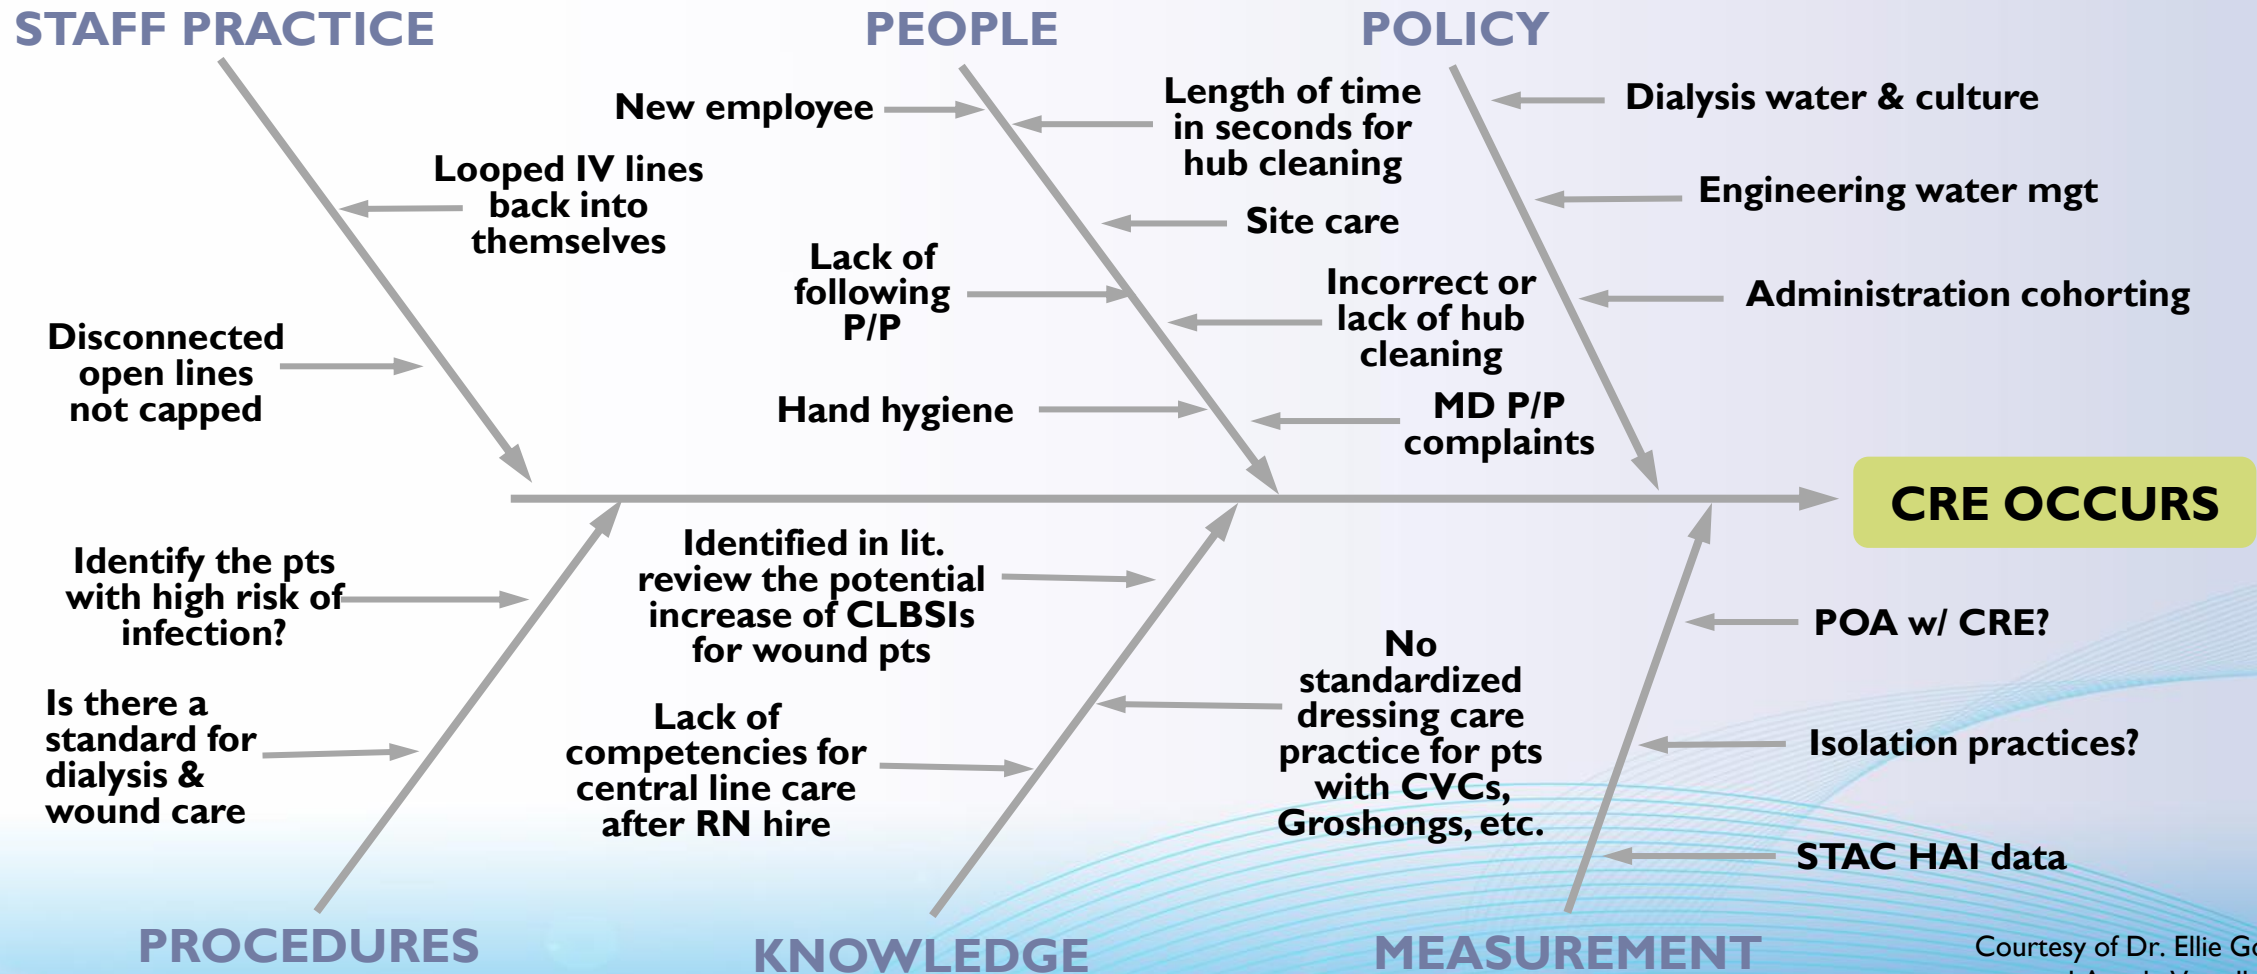 STAFF PRACTICE
PEOPLE
POLICY
New employee
Length of time
in seconds for
hub cleaning
Dialysis water & culture
Looped IV lines
back into
themselves
Engineering water mgt
Site care
Lack of
following
P/P
Incorrect or
lack of hub
cleaning
Administration cohorting
Disconnected
open lines
not capped
Hand hygiene
MD P/P
complaints
CRE OCCURS
Identify the pts
with high risk of
infection?
Identified in lit.
review the potential
increase of CLBSIs
for wound pts
POA w/ CRE?
No
standardized
dressing care
practice for pts
with CVCs,
Groshongs, etc.
Is there a
standard for
dialysis &
wound care
Lack of
competencies for
central line care
after RN hire
Isolation practices?
STAC HAI data
PROCEDURES
KNOWLEDGE
MEASUREMENT
Courtesy of Dr. Ellie